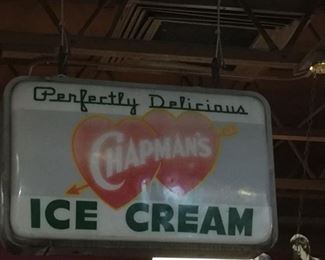 Perfectly Delicious
CHAPMAN'S
ICE CREAM